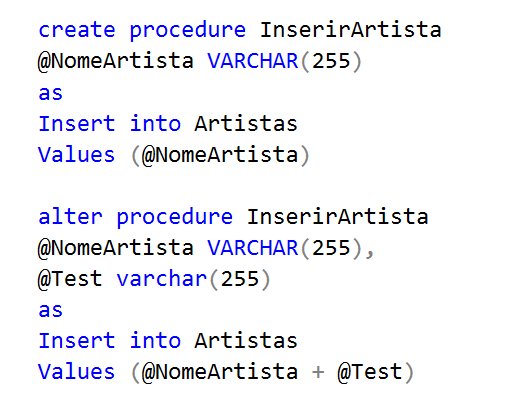 create procedure InserirArtista
@NomeArtista VARCHAR(255)
as
Insert into Artistas
Values (@NomeArtista)
alter procedure InserirArtista
@NomeArtista VARCHAR(255),
@Test varchar(255)
as
Insert into Artistas
Values (@NomeArtista + @Test)